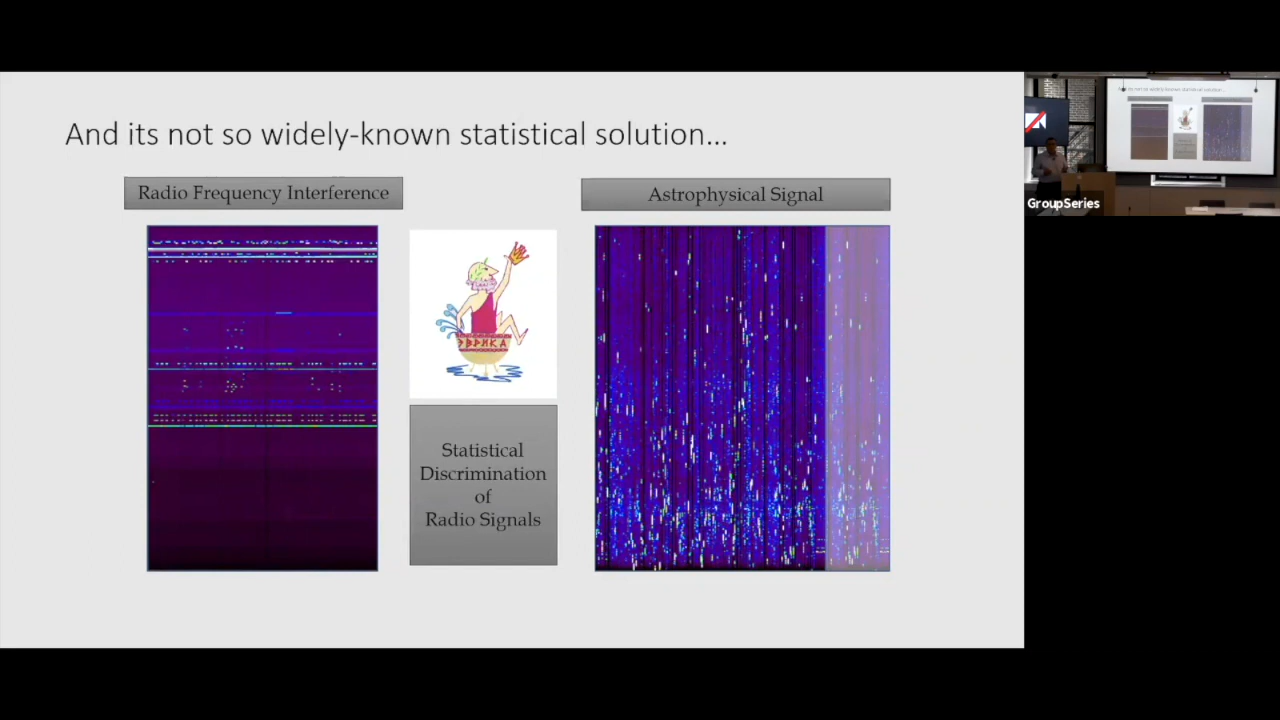 And its not so widely-known statistical solution...
Radio Frequency Interference
Astrophysical Signal
Statistical
Discrimination
of
Radio Signals
GroupSeries